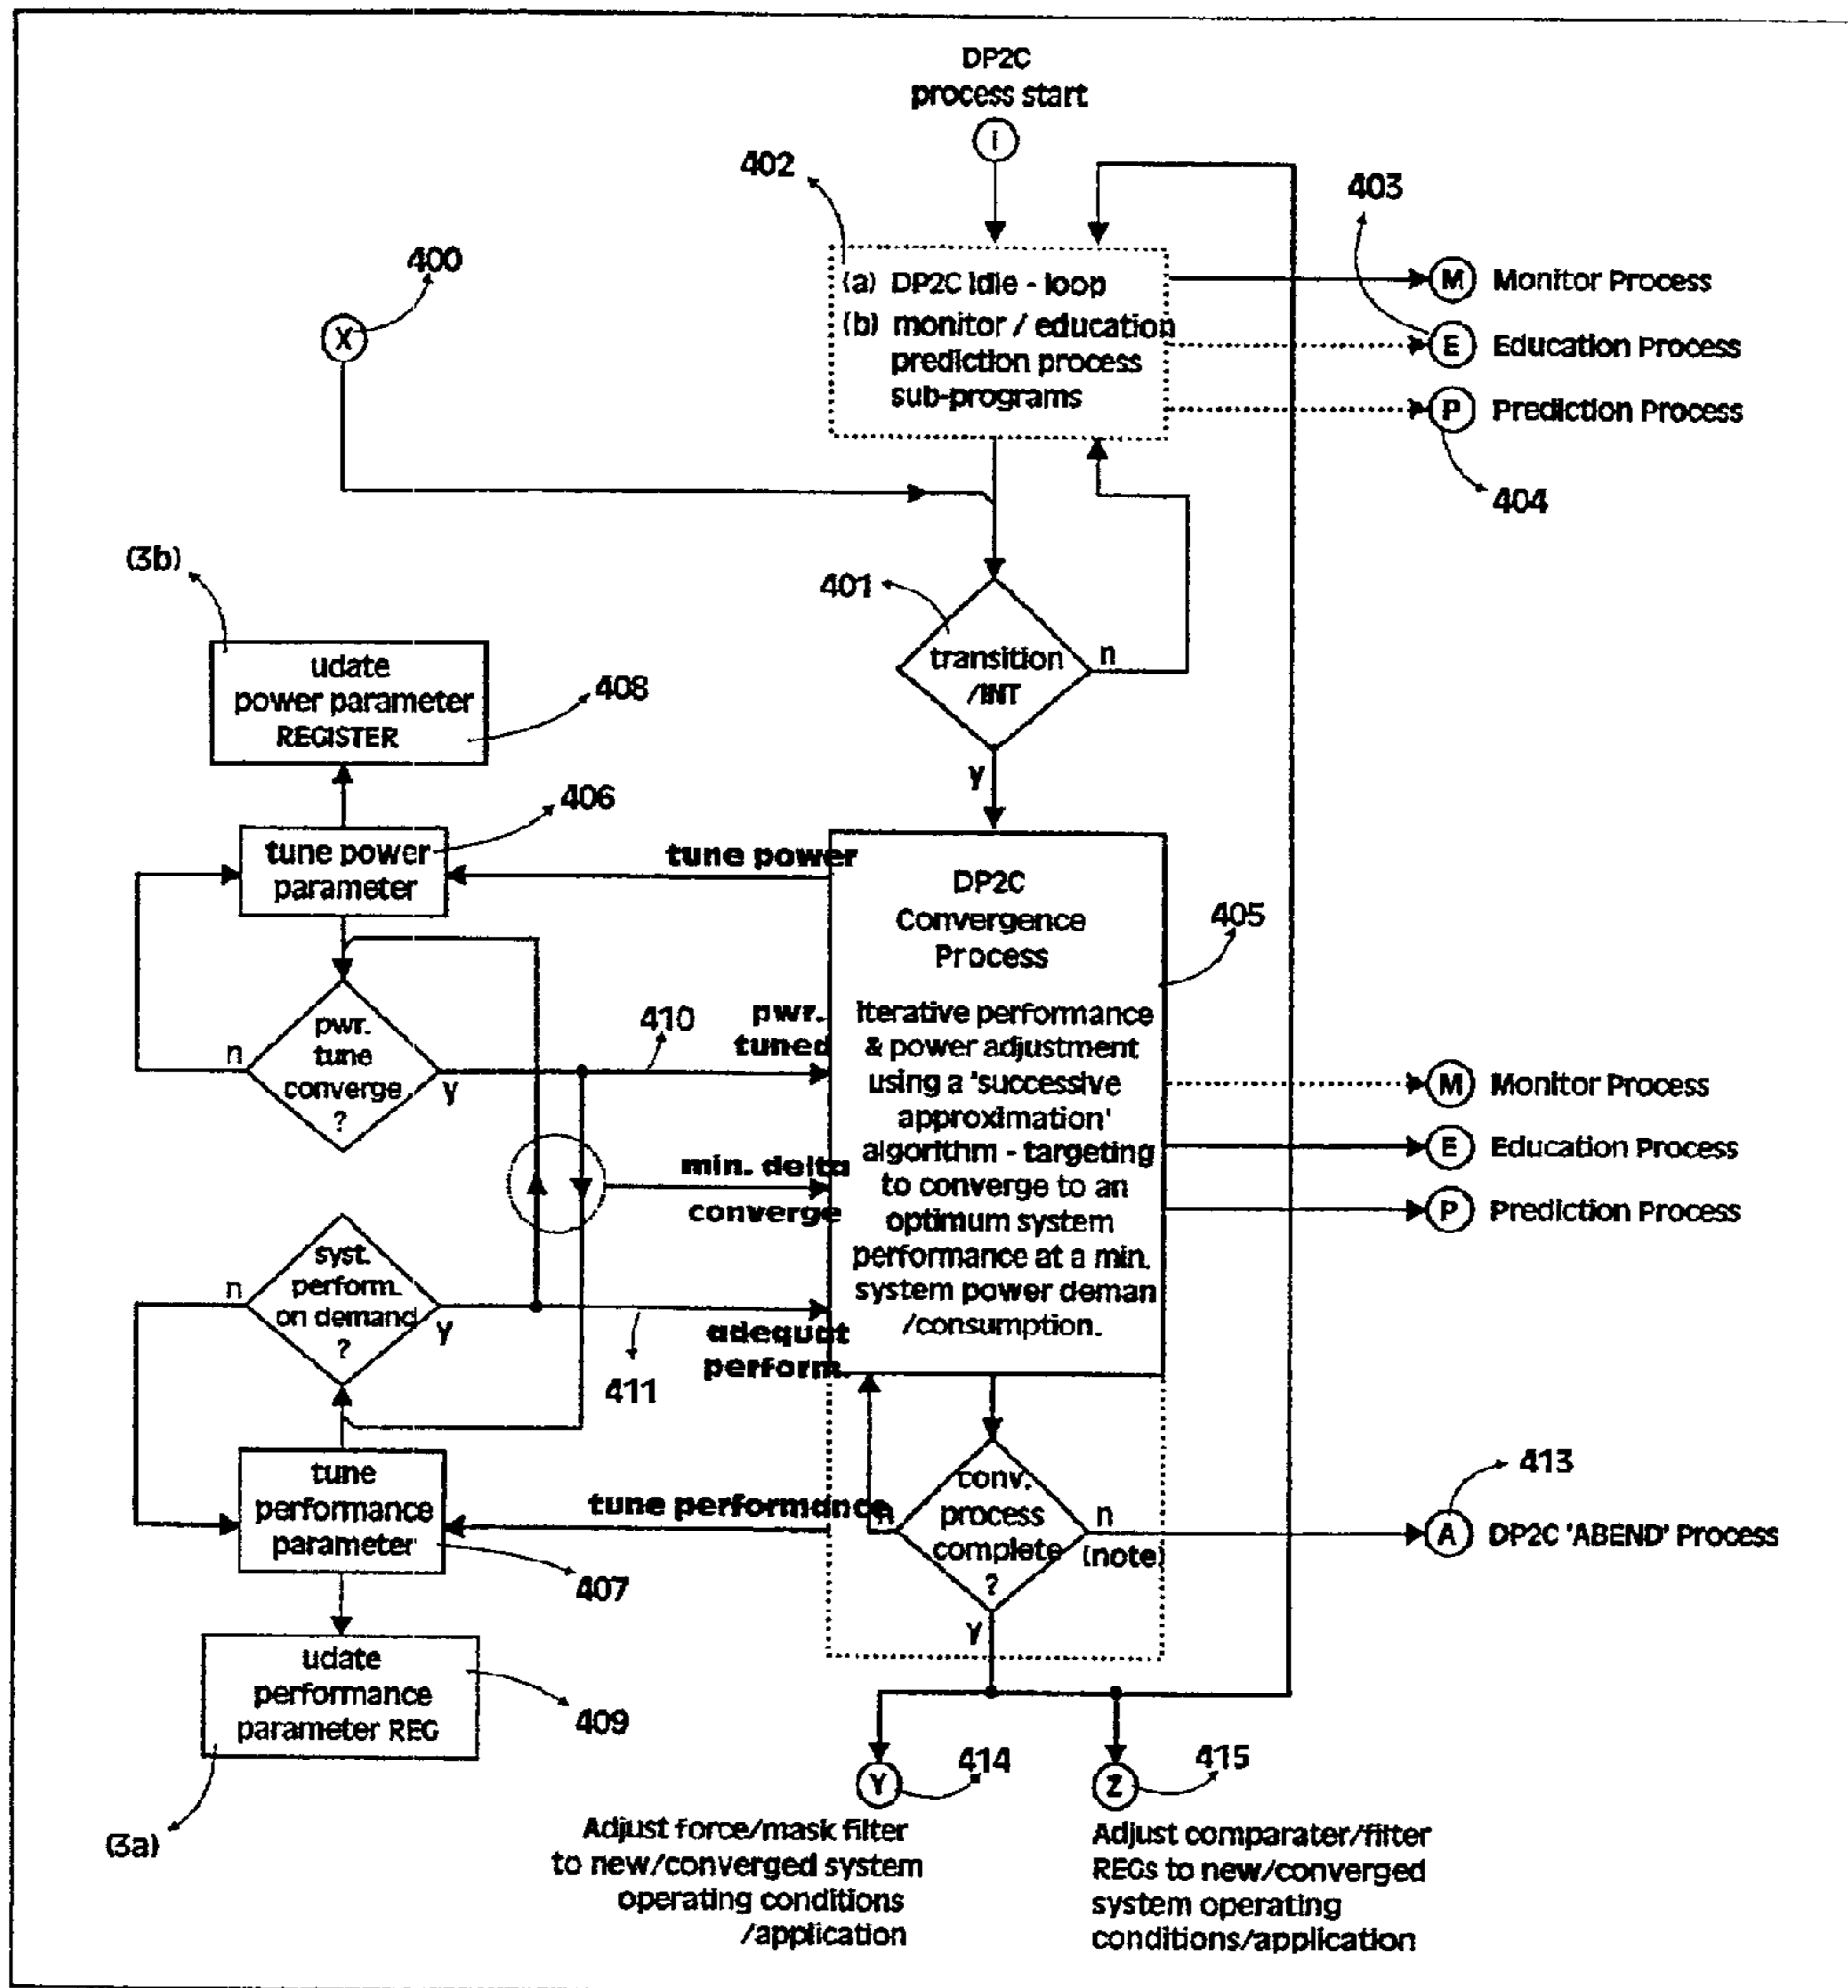 DP2C
process start
I
402
403
400
(a) DP2C idle - loop
(b) monitor / education
prediction process
sub-programs
M Monitor Process
E Education Process
P Prediction Process
X
404
(3b)
401
transition
/INT
n
y
udate
power parameter
REGISTER
408
406
tune power
parameter
tune power
DP2C
Convergence
Process
405
iterative performance
& power adjustment
using a 'successive
approximation'
algorithm - targeting
to converge to an
optimum system
performance at a min.
system power deman
/consumption.
pwr.
tune
converge
?
n
y
410
pwr.
tuned
M Monitor Process
E Education Process
P Prediction Process
min. delta
converge
syst.
perform.
on demand
?
n
y
adequat
perform.
411
tune
performance
parameter
tune performance
407
conv.
process
complete
?
n
n
(note)
y
413
A DP2C 'ABEND' Process
udate
performance
parameter REG
409
(3a)
Y
414
Z
415
Adjust force/mask filter
to new/converged system
operating conditions
/application
Adjust comparater/filter
REGs to new/converged
system operating
conditions/application